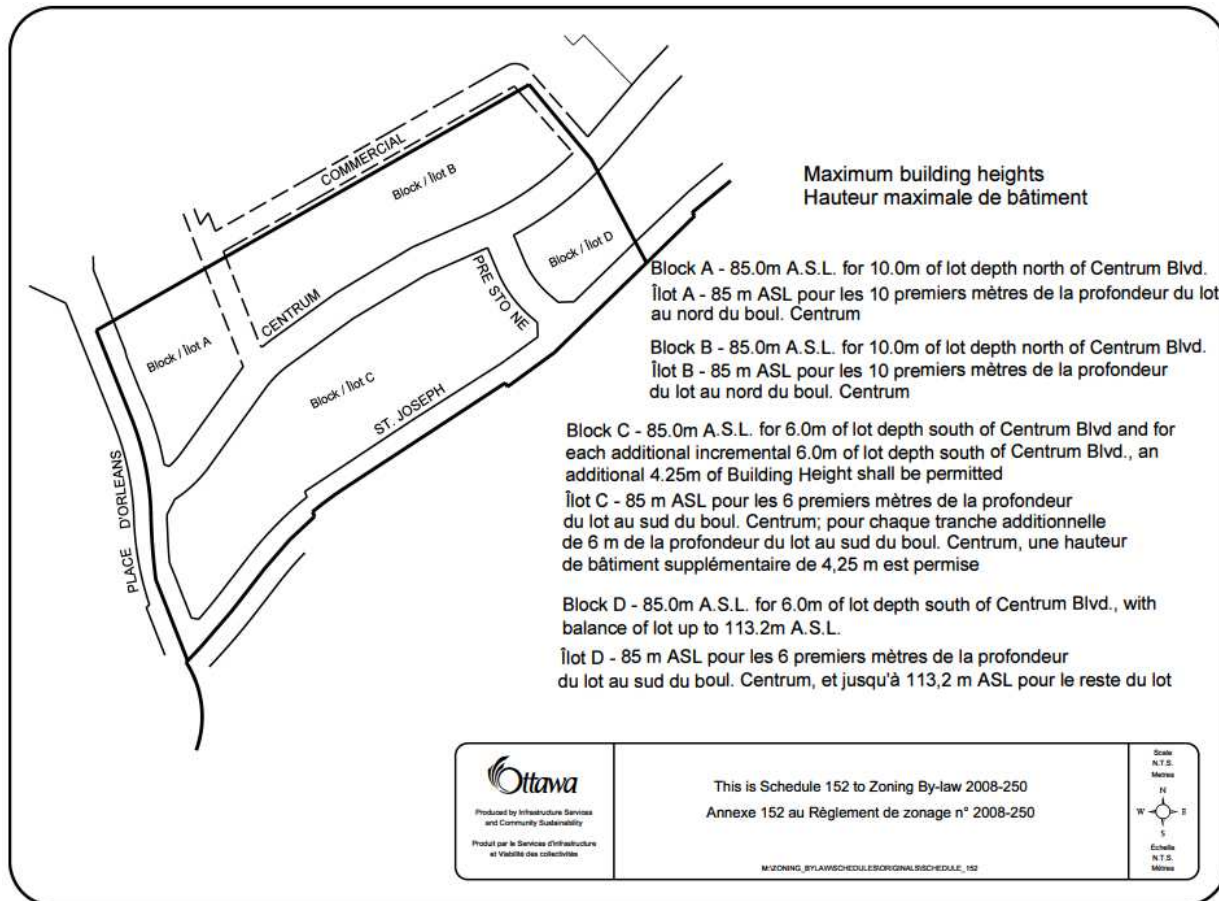 COMMERCIAL
Block / Îlot B
Block / Îlot D
PRE STO NE
CENTRUM
Block / Îlot A
Block / Îlot C
ST. JOSEPH
PLACE D'ORLEANS
Maximum building heights
Hauteur maximale de bâtiment
Block A - 85.0m A.S.L. for 10.0m of lot depth north of Centrum Blvd.
Îlot A - 85 m ASL pour les 10 premiers mètres de la profondeur du lot
au nord du boul. Centrum
Block B - 85.0m A.S.L. for 10.0m of lot depth north of Centrum Blvd.
Îlot B - 85 m ASL pour les 10 premiers mètres de la profondeur
du lot au nord du boul. Centrum
Block C - 85.0m A.S.L. for 6.0m of lot depth south of Centrum Blvd and for
each additional incremental 6.0m of lot depth south of Centrum Blvd., an
additional 4.25m of Building Height shall be permitted
Îlot C - 85 m ASL pour les 6 premiers mètres de la profondeur
du lot au sud du boul. Centrum; pour chaque tranche additionnelle
de 6 m de la profondeur du lot au sud du boul. Centrum, une hauteur
de bâtiment supplémentaire de 4,25 m est permise
Block D - 85.0m A.S.L. for 6.0m of lot depth south of Centrum Blvd., with
balance of lot up to 113.2m A.S.L.
Îlot D - 85 m ASL pour les 6 premiers mètres de la profondeur
du lot au sud du boul. Centrum, et jusqu'à 113,2 m ASL pour le reste du lot
Ottawa
Produced by Infrastructure Services
and Community Sustainability
Produit par le Services d'infrastructure
et Viabilité des collectivités
This is Schedule 152 to Zoning By-law 2008-250
Annexe 152 au Règlement de zonage n° 2008-250
M:\ZONING_BYLAW\SCHEDULES\ORIGINALS\SCHEDULE_152
Scale
N.T.S.
Metres
N
W E
S
Échelle
N.T.S.
Mètres